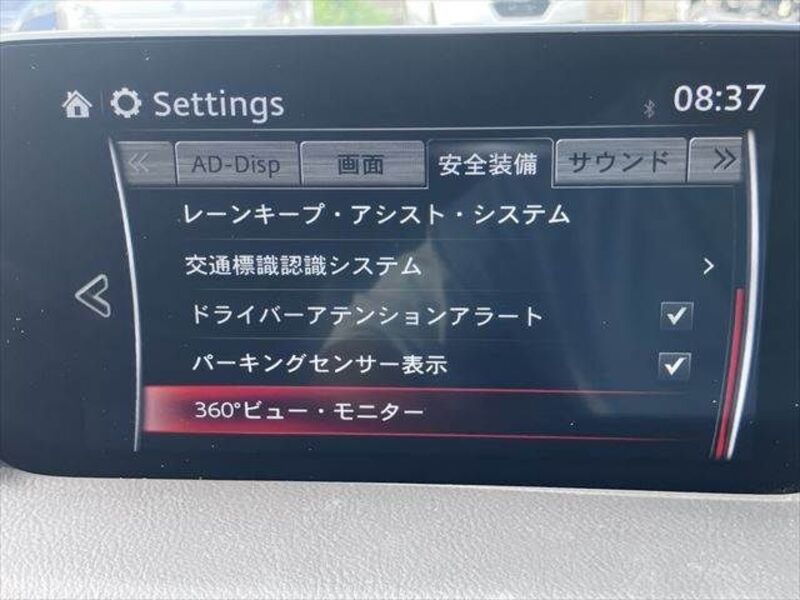 Settings 08:37
AD-Disp 画面 安全装備 サウンド
レーンキープ・アシスト・システム
交通標識認識システム
ドライバーアテンションアラート
パーキングセンサー表示
360°ビュー・モニター